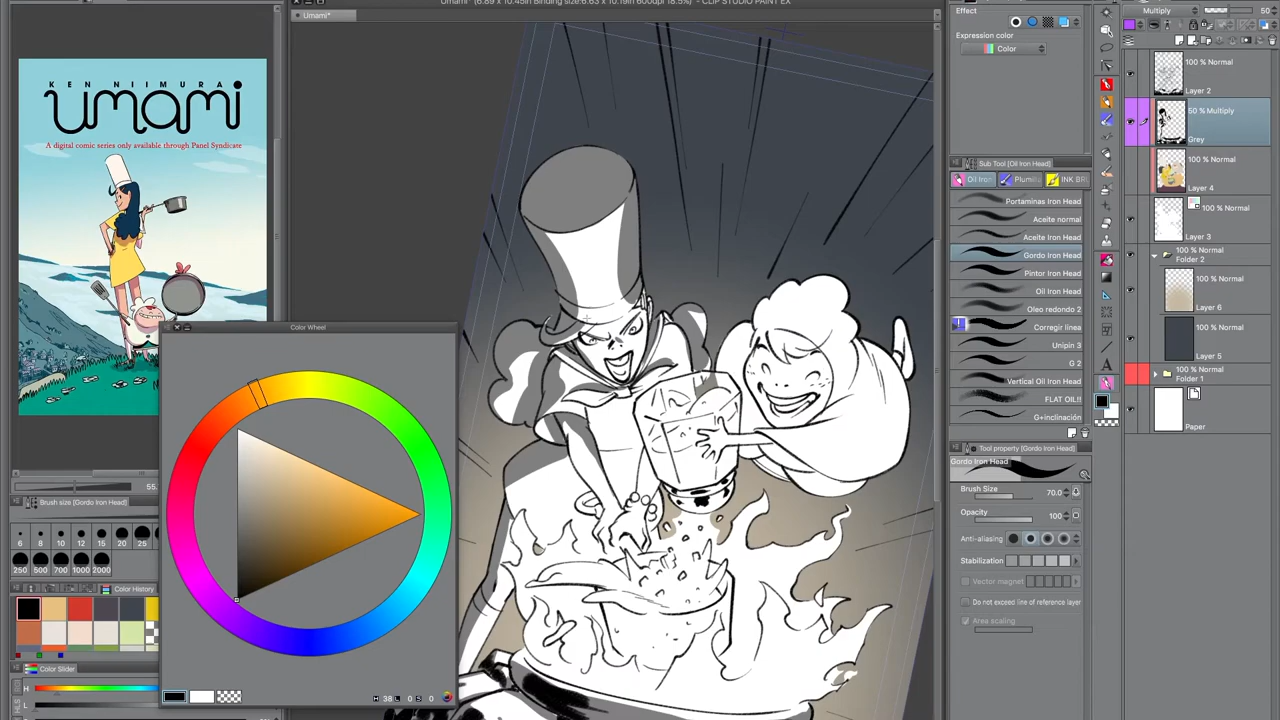 Umami* (6.89 x 10.45in Binding size:6.63 x 10.19in 600dpi 18.5%) - CLIP STUDIO PAINT EX
Umami*
KEN NIIMURA'S
umami
A digital comic series only available through Panel Syndicate
Color Wheel
H 38 L 0 S 0
55.
Brush size [Gordo Iron Head]
6 8 10 12 15 20 25
250 500 700 1000 2000
Color History
Color Slider
H
L
Effect
Expression color
Color
Sub Tool [Oil Iron Head]
Oil Iron
Plumill
INK BR
Portaminas Iron Head
Aceite normal
Aceite Iron Head
Gordo Iron Head
Pintor Iron Head
Oil Iron Head
Oleo redondo 2
Corregir linea
Unipin 3
G 2
Vertical Oil Iron Head
FLAT OIL!!
G+inclinación
Tool property [Gordo Iron Head]
Gordo Iron Head
Brush Size 70.0
Opacity 100
Anti-aliasing
Stabilization
Vector magnet
Do not exceed line of reference layer
Area scaling
A
Multiply 50
100 % Normal
Layer 2
50 % Multiply
Grey
100 % Normal
Layer 4
100 % Normal
Layer 3
100 % Normal
Folder 2
100 % Normal
Layer 6
100 % Normal
Layer 5
100 % Normal
Folder 1
Paper